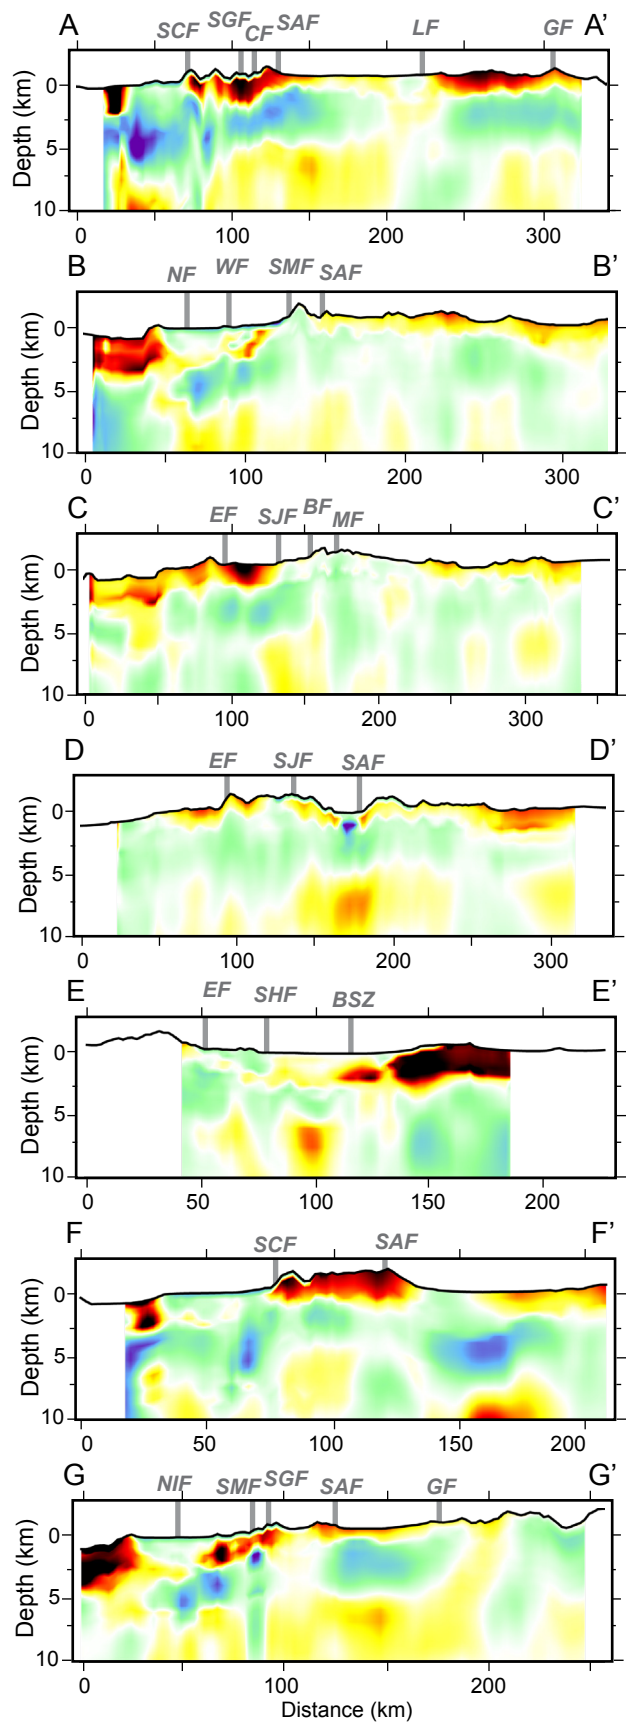 A A'
SCF SGF CF SAF LF GF
Depth (km)
0
5
10
0 100 200 300
B B'
NF WF SMF SAF
Depth (km)
0
5
10
0 100 200 300
C C'
EF SJF BF MF
Depth (km)
0
5
10
0 100 200 300
D D'
EF SJF SAF
Depth (km)
0
5
10
0 100 200 300
E E'
EF SHF BSZ
Depth (km)
0
5
10
0 50 100 150 200
F F'
SCF SAF
Depth (km)
0
5
10
0 50 100 150 200
G G'
NIF SMF SGF SAF GF
Depth (km)
0
5
10
0 100 200
Distance (km)